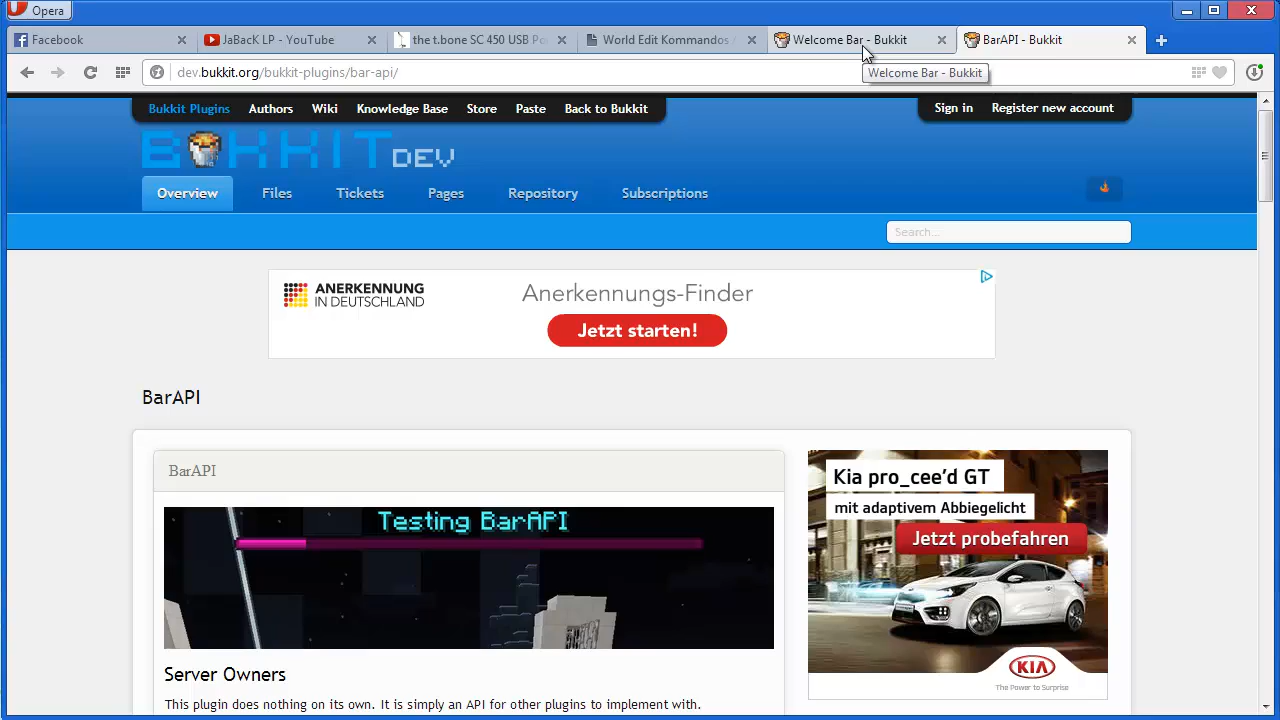 Opera
Facebook
JaBacK LP - YouTube
the t.bone SC 450 USB Po
World Edit Kommandos
Welcome Bar - Bukkit
BarAPI - Bukkit
dev.bukkit.org/bukkit-plugins/bar-api/
Welcome Bar - Bukkit
Bukkit Plugins Authors Wiki Knowledge Base Store Paste Back to Bukkit
Sign in Register new account
BUKKIT DEV
Overview Files Tickets Pages Repository Subscriptions
Search...
ANERKENNUNG
IN DEUTSCHLAND
Anerkennungs-Finder
Jetzt starten!
BarAPI
BarAPI
Testing BarAPI
Kia pro_cee’d GT
mit adaptivem Abbiegelicht
Jetzt probefahren
KIA
The Power to Surprise
Server Owners
This plugin does nothing on its own. It is simply an API for other plugins to implement with.